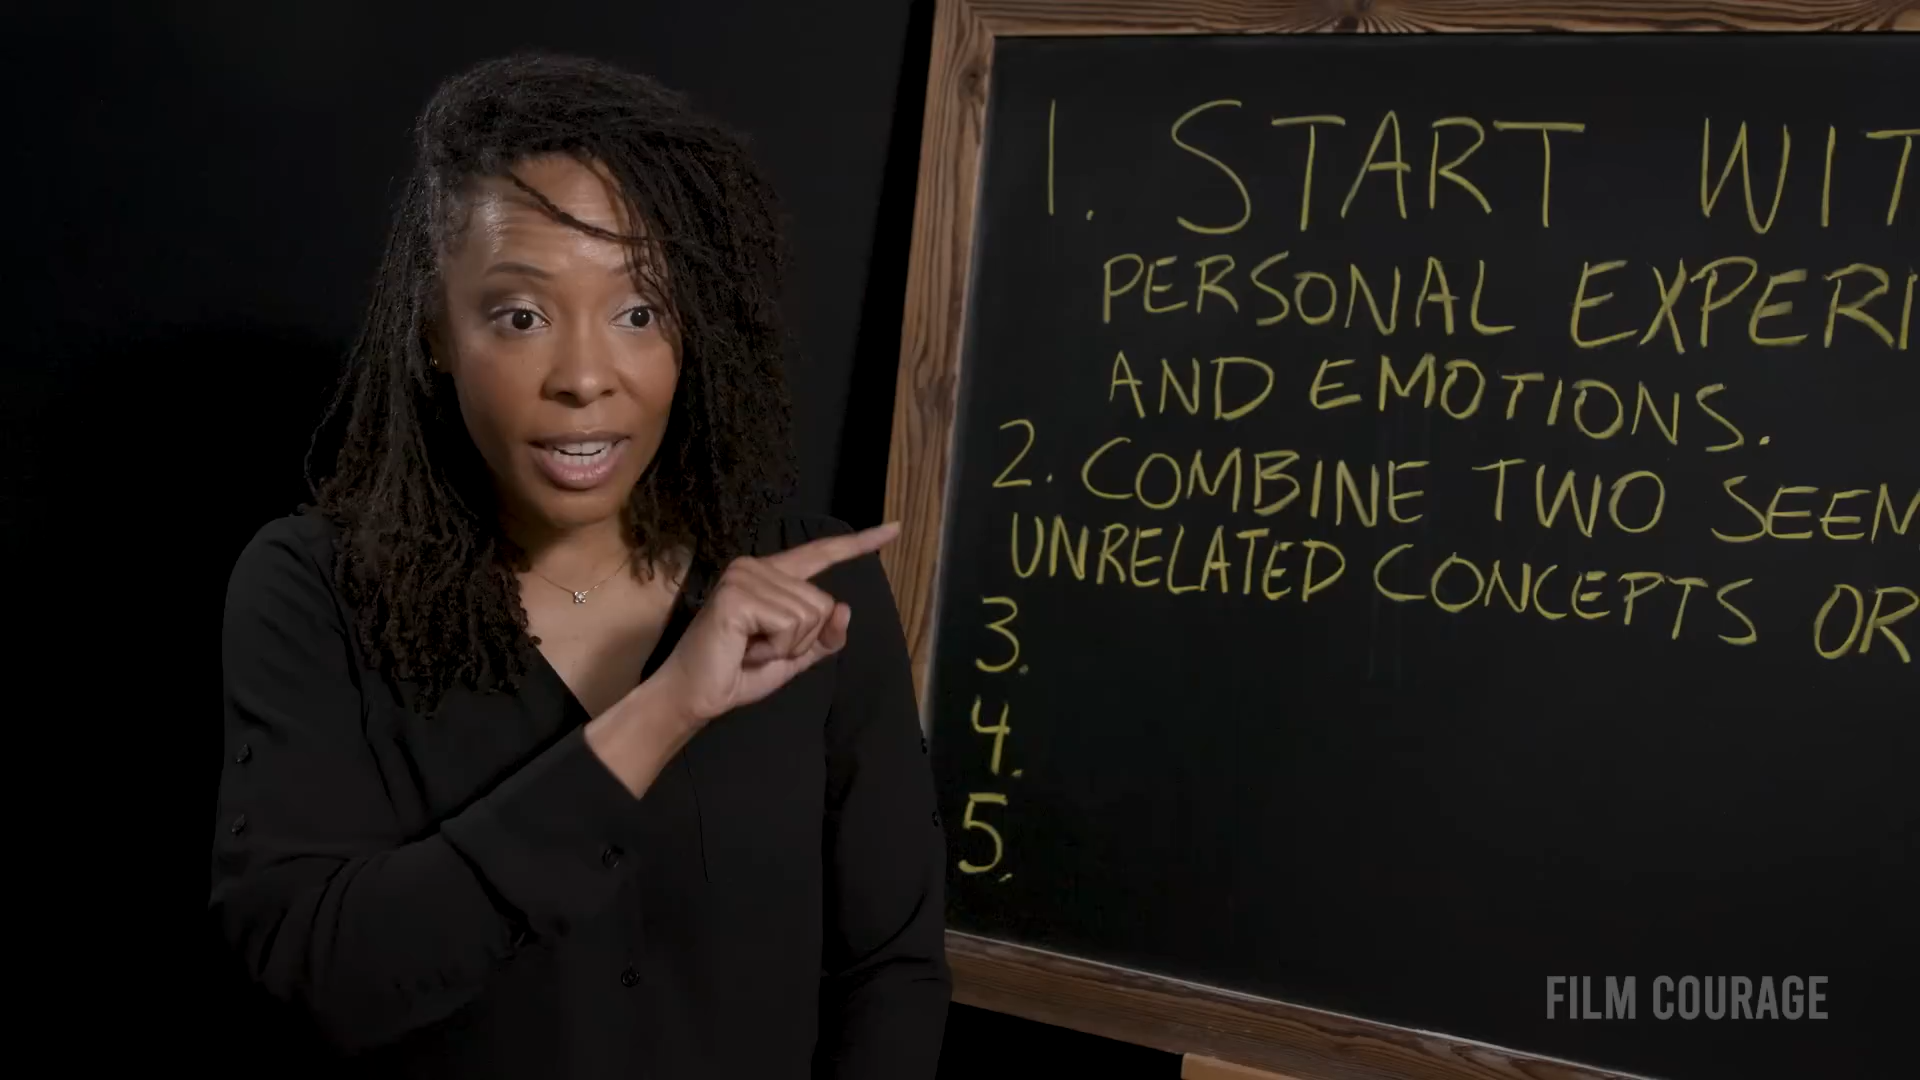 1. START WIT
PERSONAL EXPERI
AND EMOTIONS.
2. COMBINE TWO SEEM
UNRELATED CONCEPTS OR
3.
4.
5.
FILM COURAGE